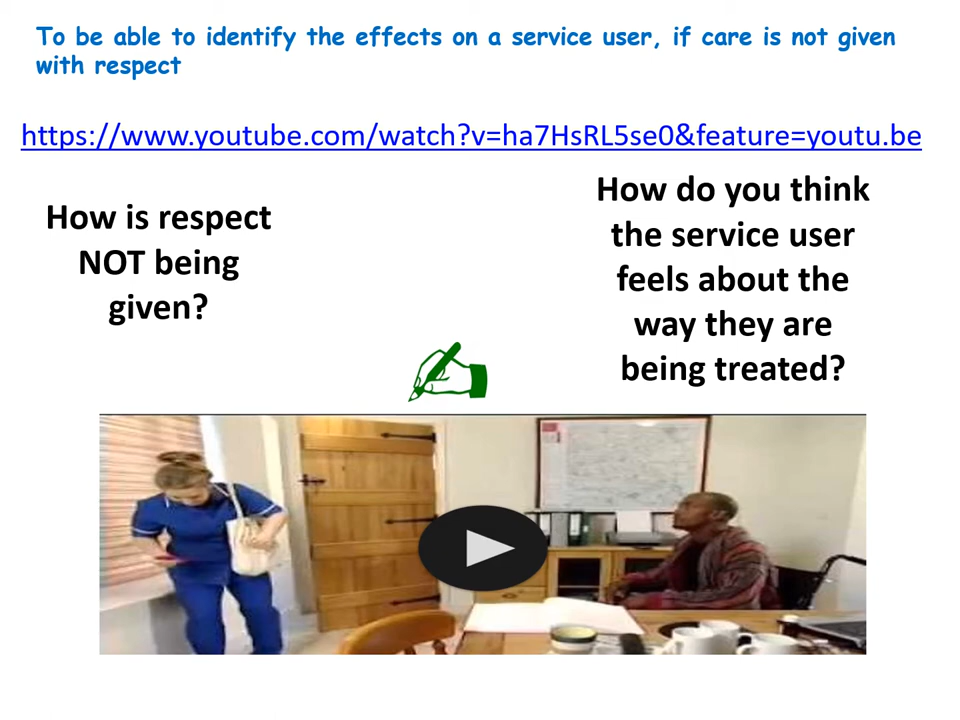 To be able to identify the effects on a service user, if care is not given
with respect
https://www.youtube.com/watch?v=ha7HsRL5se0&feature=youtu.be
How is respect
NOT being
given?
How do you think
the service user
feels about the
way they are
being treated?